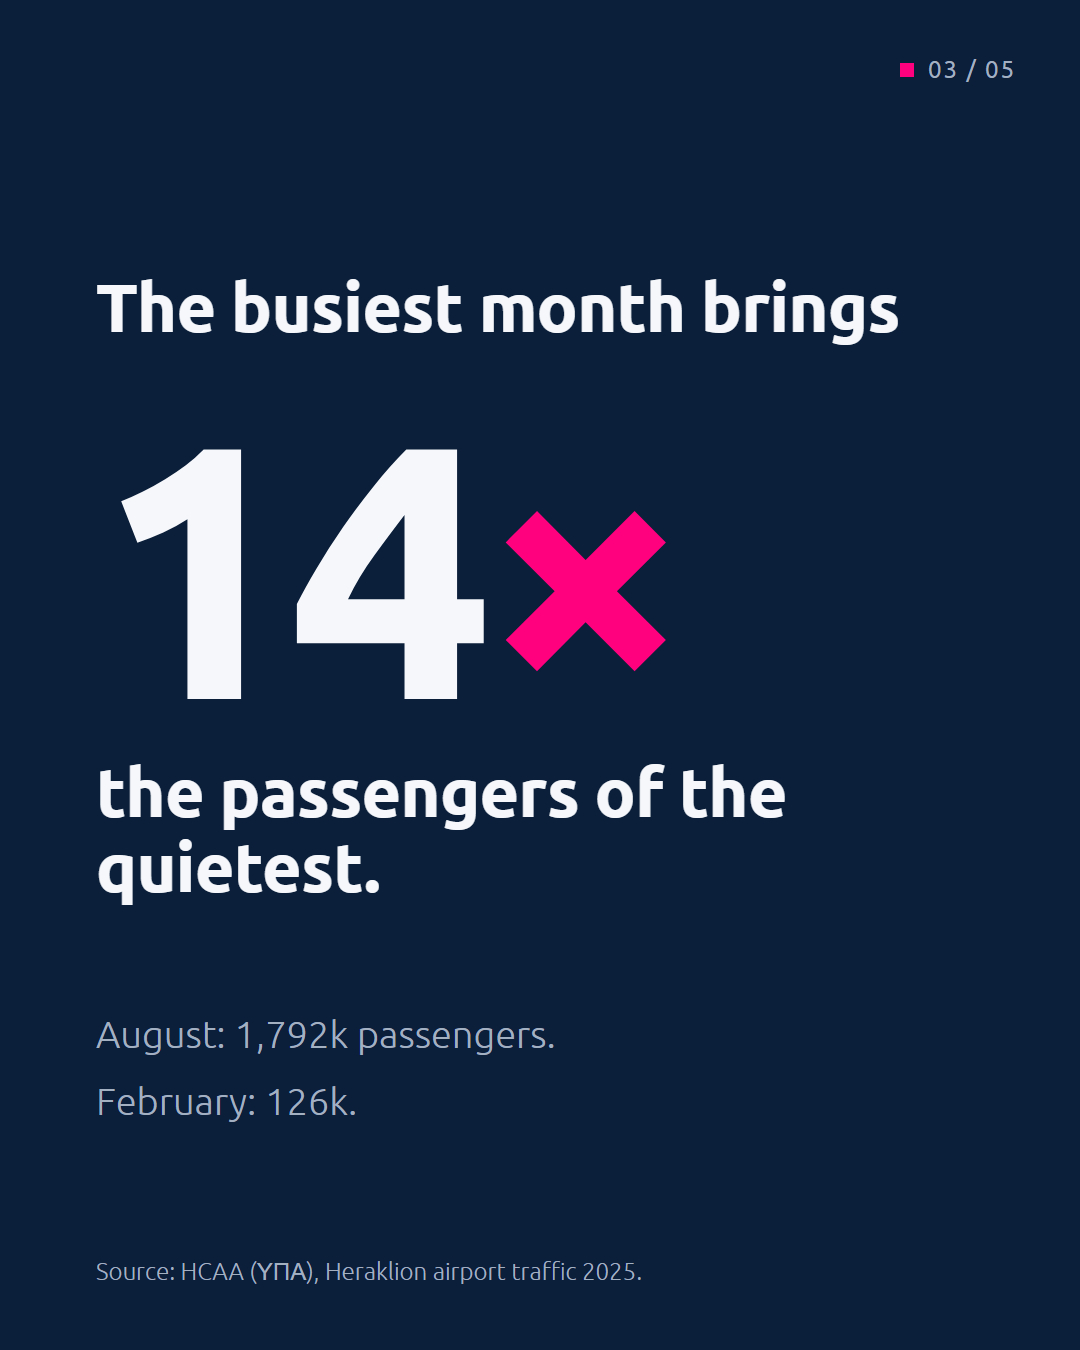 03 / 05
The busiest month brings
14×
the passengers of the
quietest.
August: 1,792k passengers.
February: 126k.
Source: HCAA (ΥΠΑ), Heraklion airport traffic 2025.